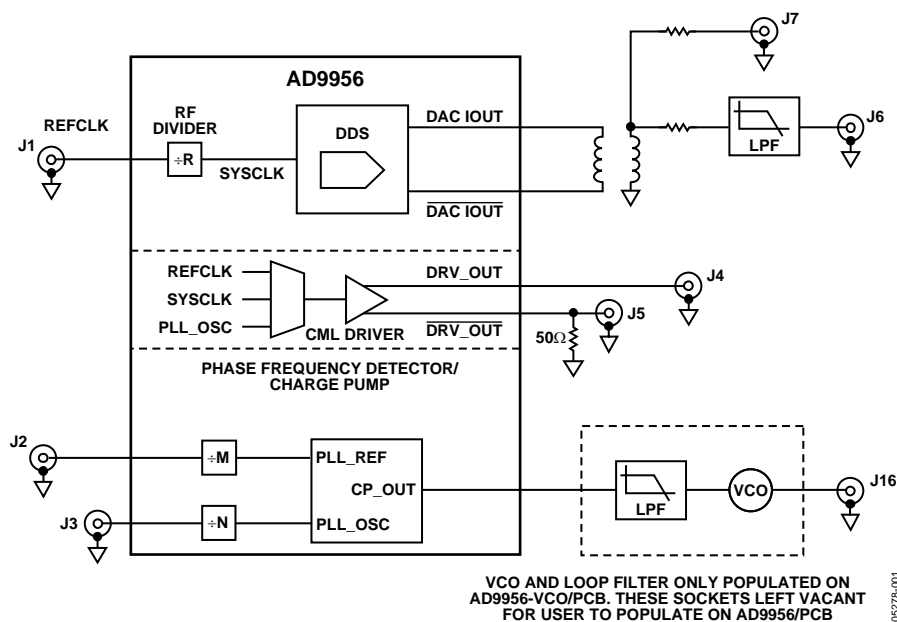 J7
AD9956
REFCLK
RF
DIVIDER
DDS
DAC IOUT
J6
J1
÷R
SYSCLK
LPF
DAC IOUT
REFCLK
DRV_OUT
J4
SYSCLK
J5
PLL_OSC
CML DRIVER
DRV_OUT
50Ω
PHASE FREQUENCY DETECTOR/
CHARGE PUMP
J2
÷M
PLL_REF
CP_OUT
J16
VCO
J3
÷N
PLL_OSC
LPF
VCO AND LOOP FILTER ONLY POPULATED ON
AD9956-VCO/PCB. THESE SOCKETS LEFT VACANT
FOR USER TO POPULATE ON AD9956/PCB
05278-001